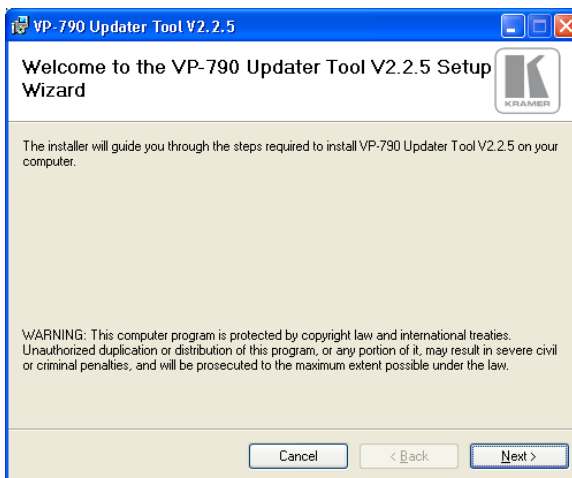 VP-790 Updater Tool V2.2.5
Welcome to the VP-790 Updater Tool V2.2.5 Setup
Wizard
KRAMER
The installer will guide you through the steps required to install VP-790 Updater Tool V2.2.5 on your
computer.
WARNING: This computer program is protected by copyright law and international treaties.
Unauthorized duplication or distribution of this program, or any portion of it, may result in severe civil
or criminal penalties, and will be prosecuted to the maximum extent possible under the law.
Cancel
< Back
Next >